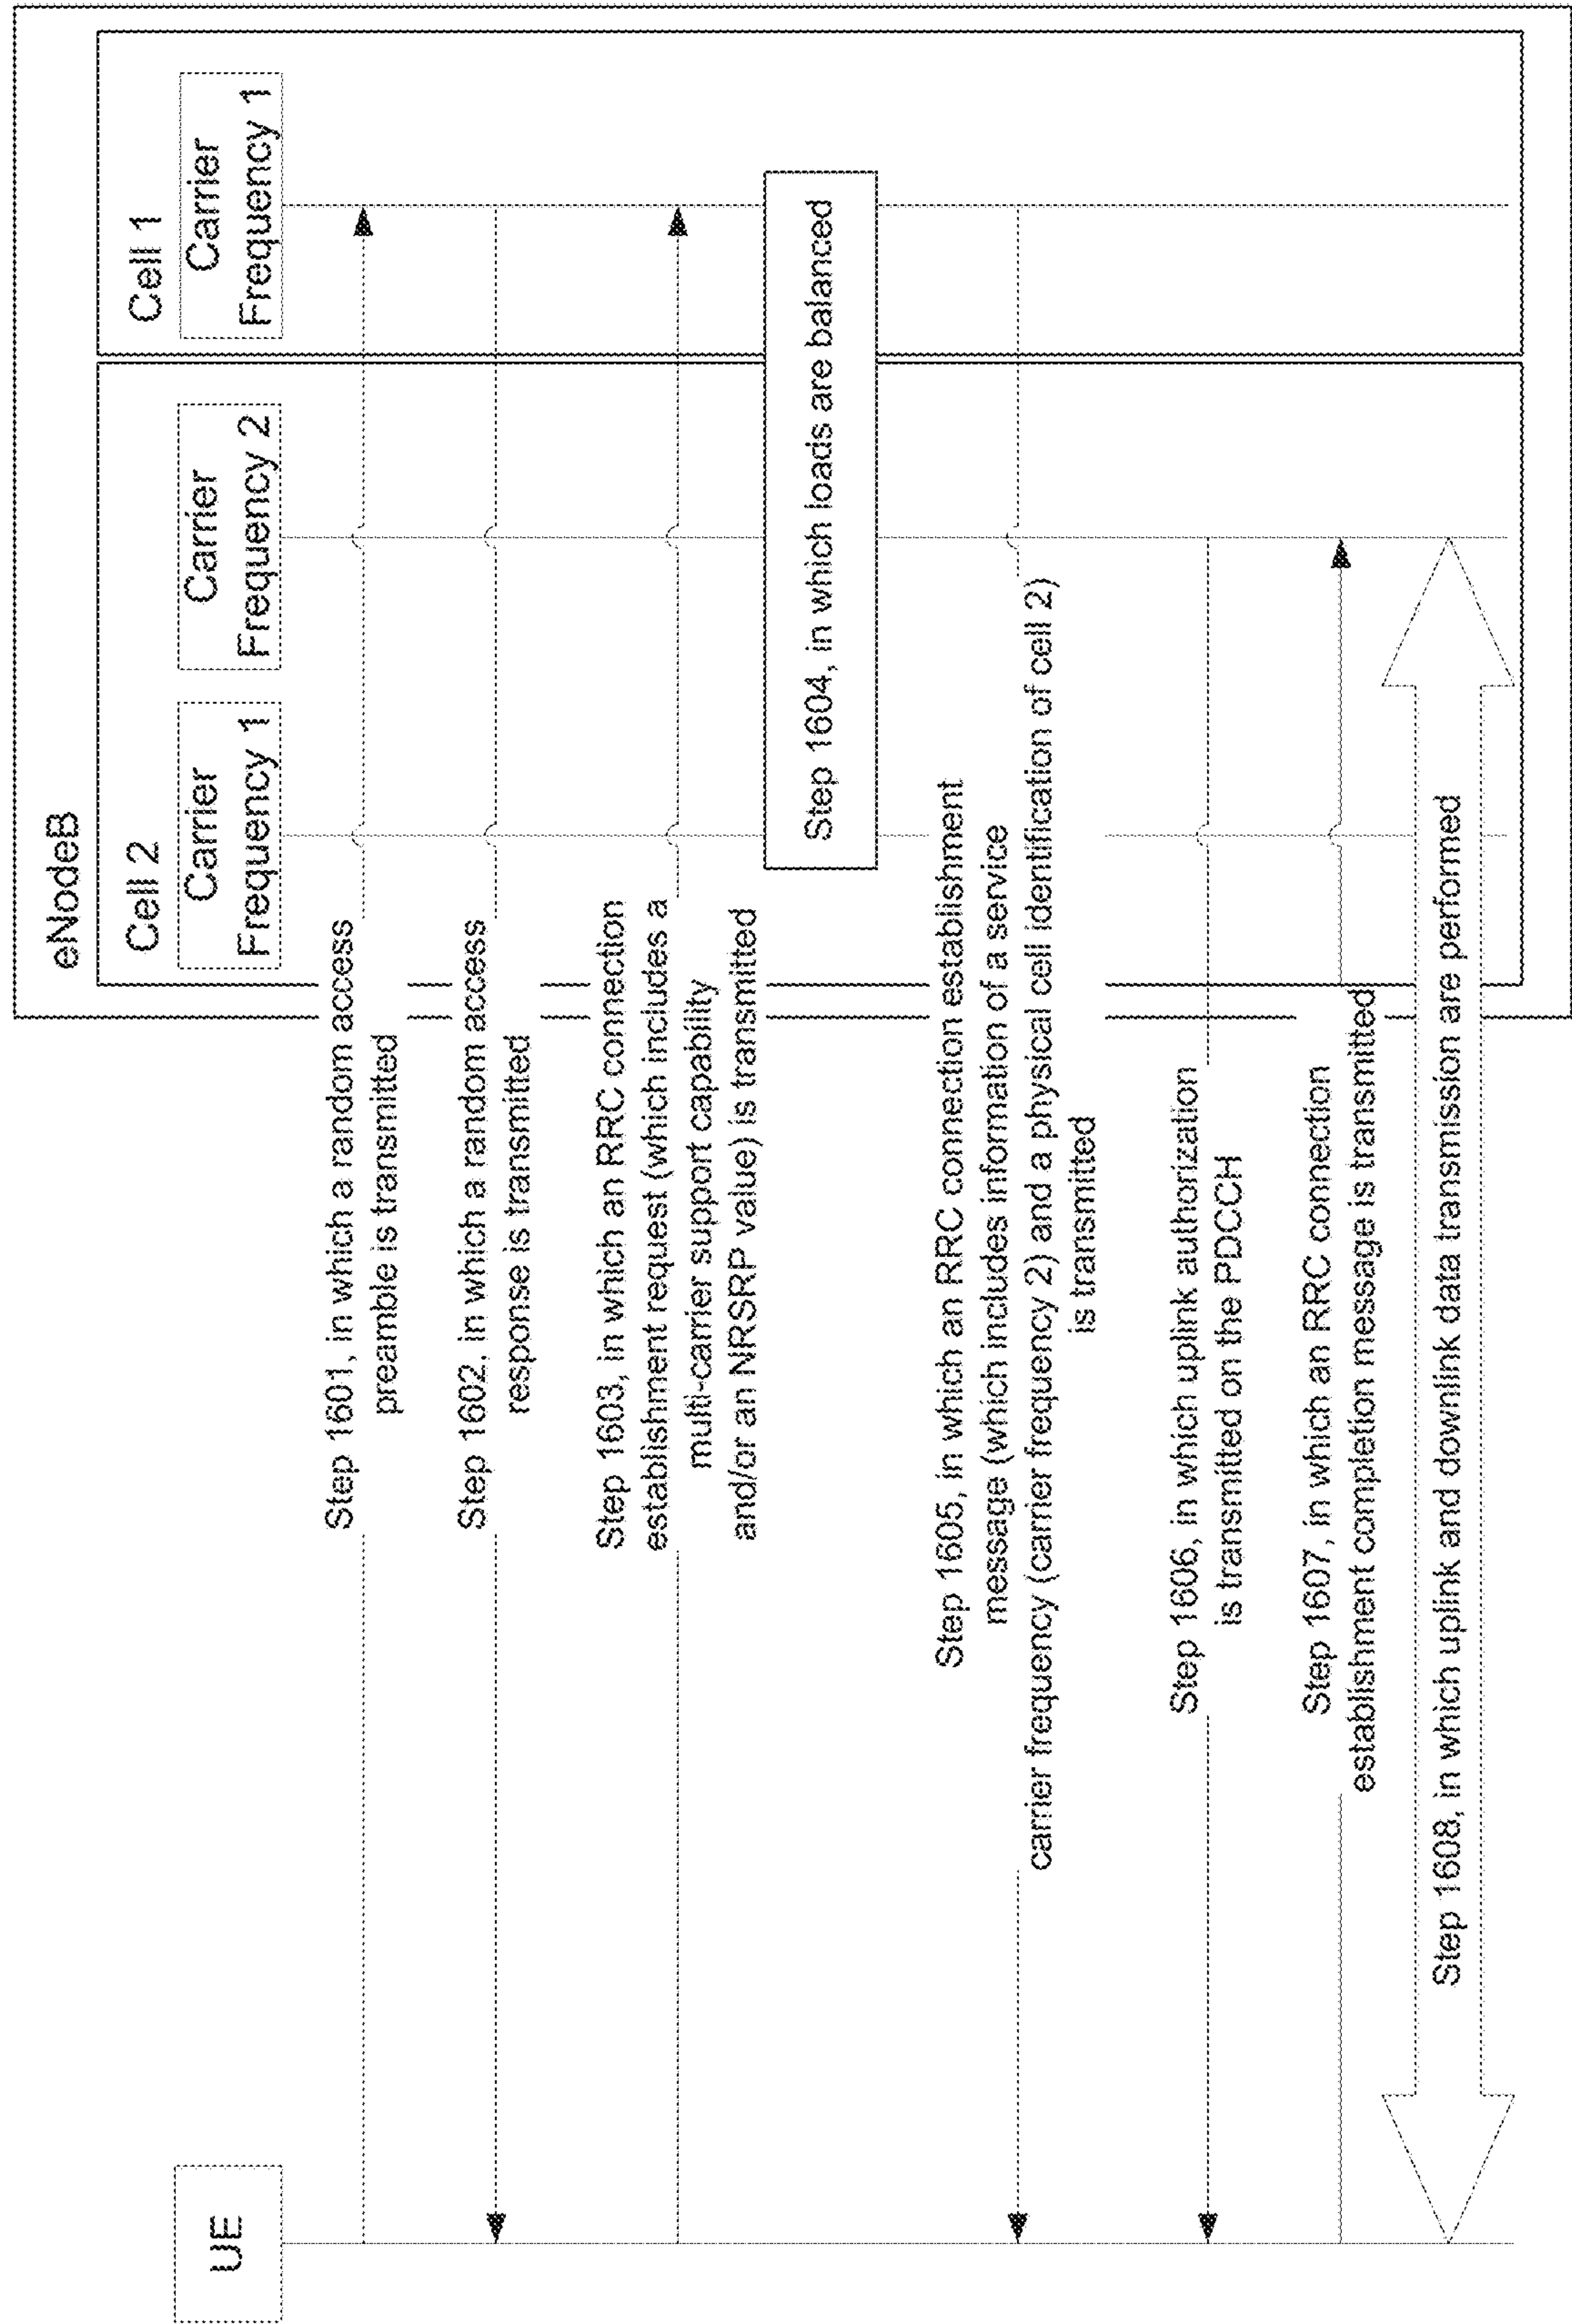 UE
eNodeB
Cell 2
Carrier
Frequency 1
Carrier
Frequency 2
Cell 1
Carrier
Frequency 1
Step 1601, in which a random access
preamble is transmitted
Step 1602, in which a random access
response is transmitted
Step 1603, in which an RRC connection
establishment request (which includes a
multi-carrier support capability
and/or an NRSRP value) is transmitted
Step 1604, in which loads are balanced
Step 1605, in which an RRC connection establishment
message (which includes information of a service
carrier frequency (carrier frequency 2) and a physical cell identification of cell 2)
is transmitted
Step 1606, in which uplink authorization
is transmitted on the PDCCH
Step 1607, in which an RRC connection
establishment completion message is transmitted
Step 1608, in which uplink and downlink data transmission are performed